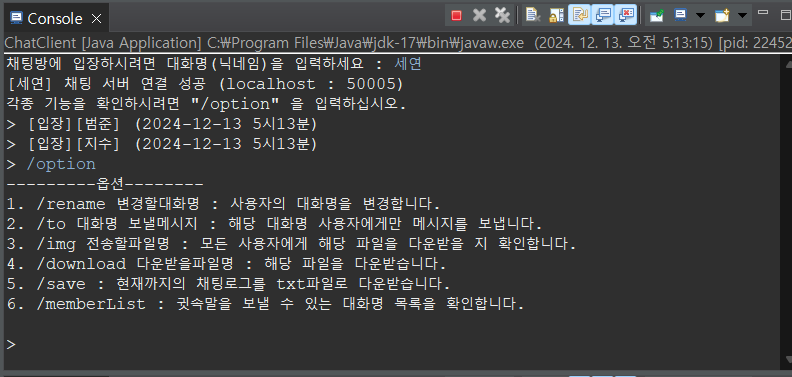 Console
ChatClient [Java Application] C:₩Program Files₩Java₩jdk-17₩bin₩javaw.exe (2024. 12. 13. 오전 5:13:15) [pid: 22452
채팅방에 입장하시려면 대화명(닉네임)을 입력하세요 : 세연
[세연] 채팅 서버 연결 성공 (localhost : 50005)
각종 기능을 확인하시려면 "/option" 을 입력하십시오.
> [입장][범준] (2024-12-13 5시13분)
> [입장][지수] (2024-12-13 5시13분)
> /option
---------옵션--------
1. /rename 변경할대화명 : 사용자의 대화명을 변경합니다.
2. /to 대화명 보낼메시지 : 해당 대화명 사용자에게만 메시지를 보냅니다.
3. /img 전송할파일명 : 모든 사용자에게 해당 파일을 다운받을 지 확인합니다.
4. /download 다운받을파일명 : 해당 파일을 다운받습니다.
5. /save : 현재까지의 채팅로그를 txt파일로 다운받습니다.
6. /memberList : 귓속말을 보낼 수 있는 대화명 목록을 확인합니다.
>